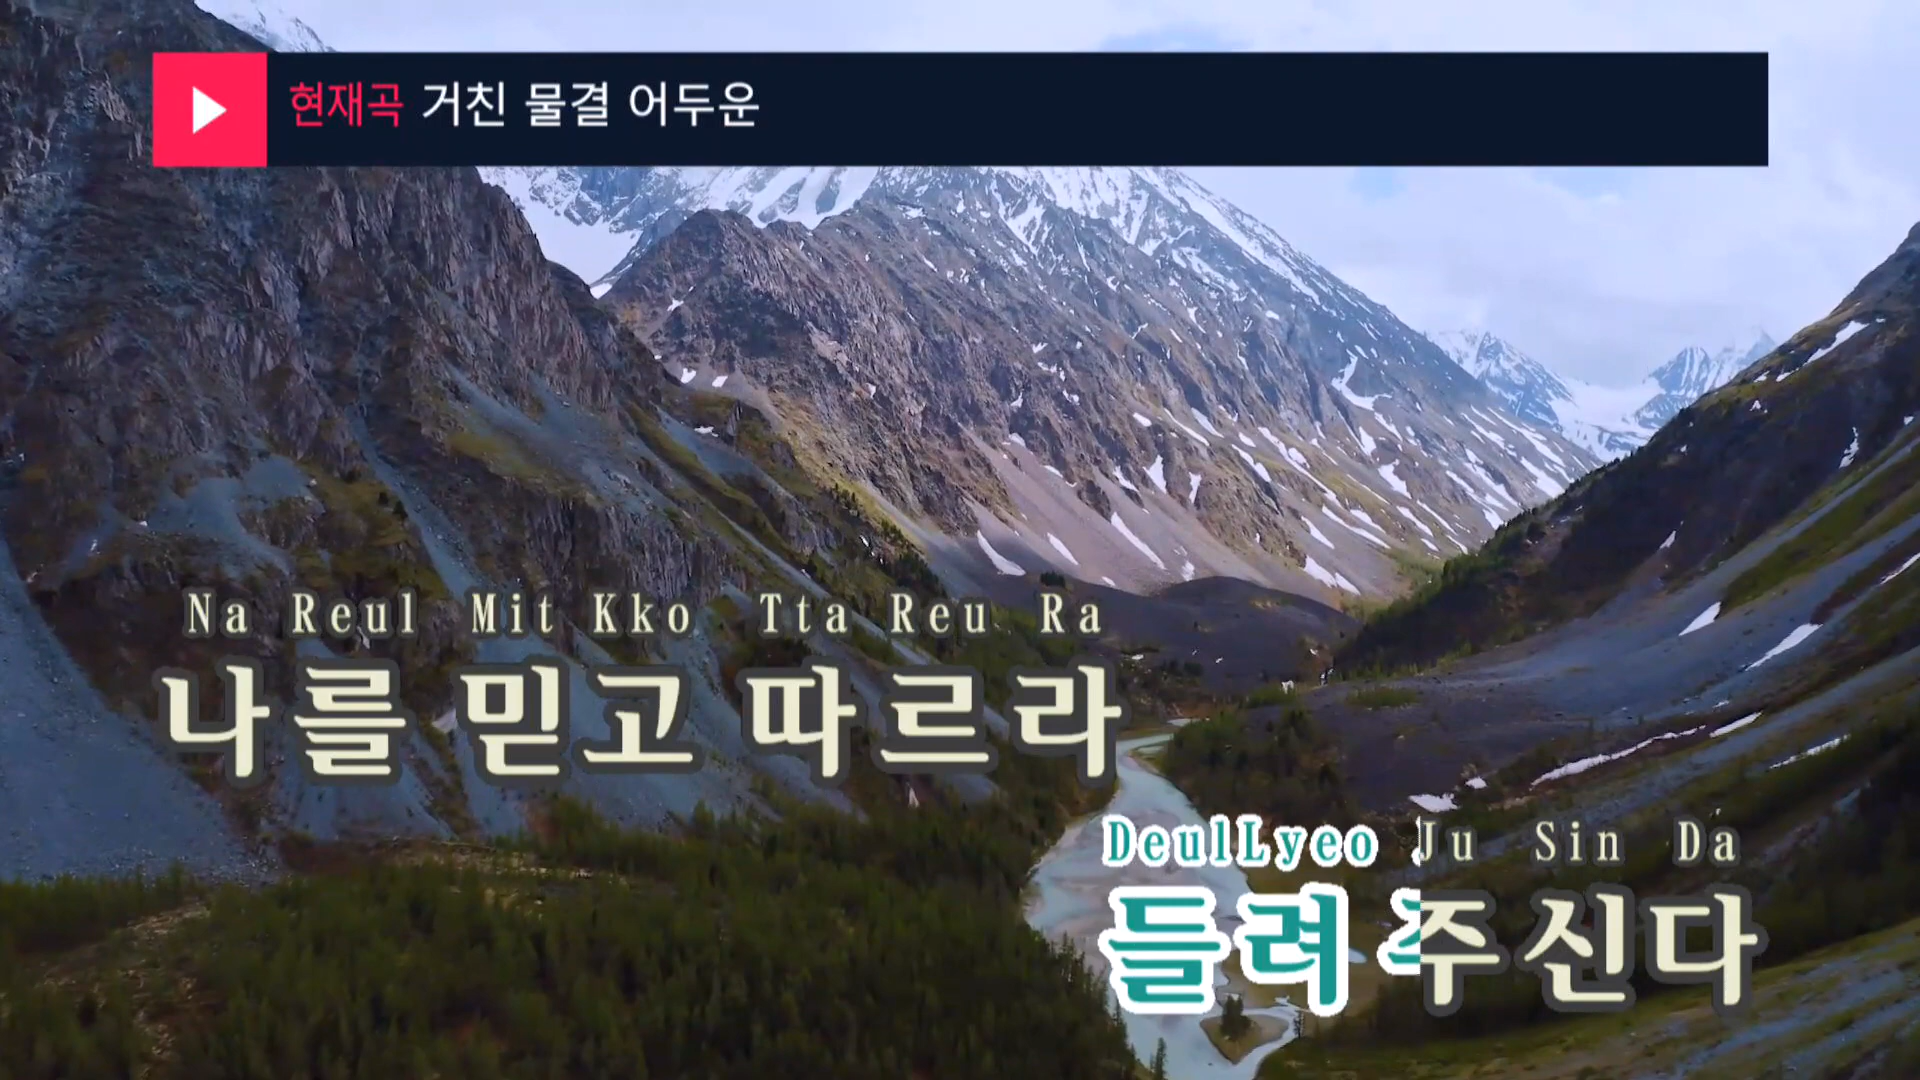 현재곡 거친 물결 어두운
Na Reul Mit Kko Tta Reu Ra
나를 믿고 따르라
DeulLyeo Ju Sin Da
들려 주신다